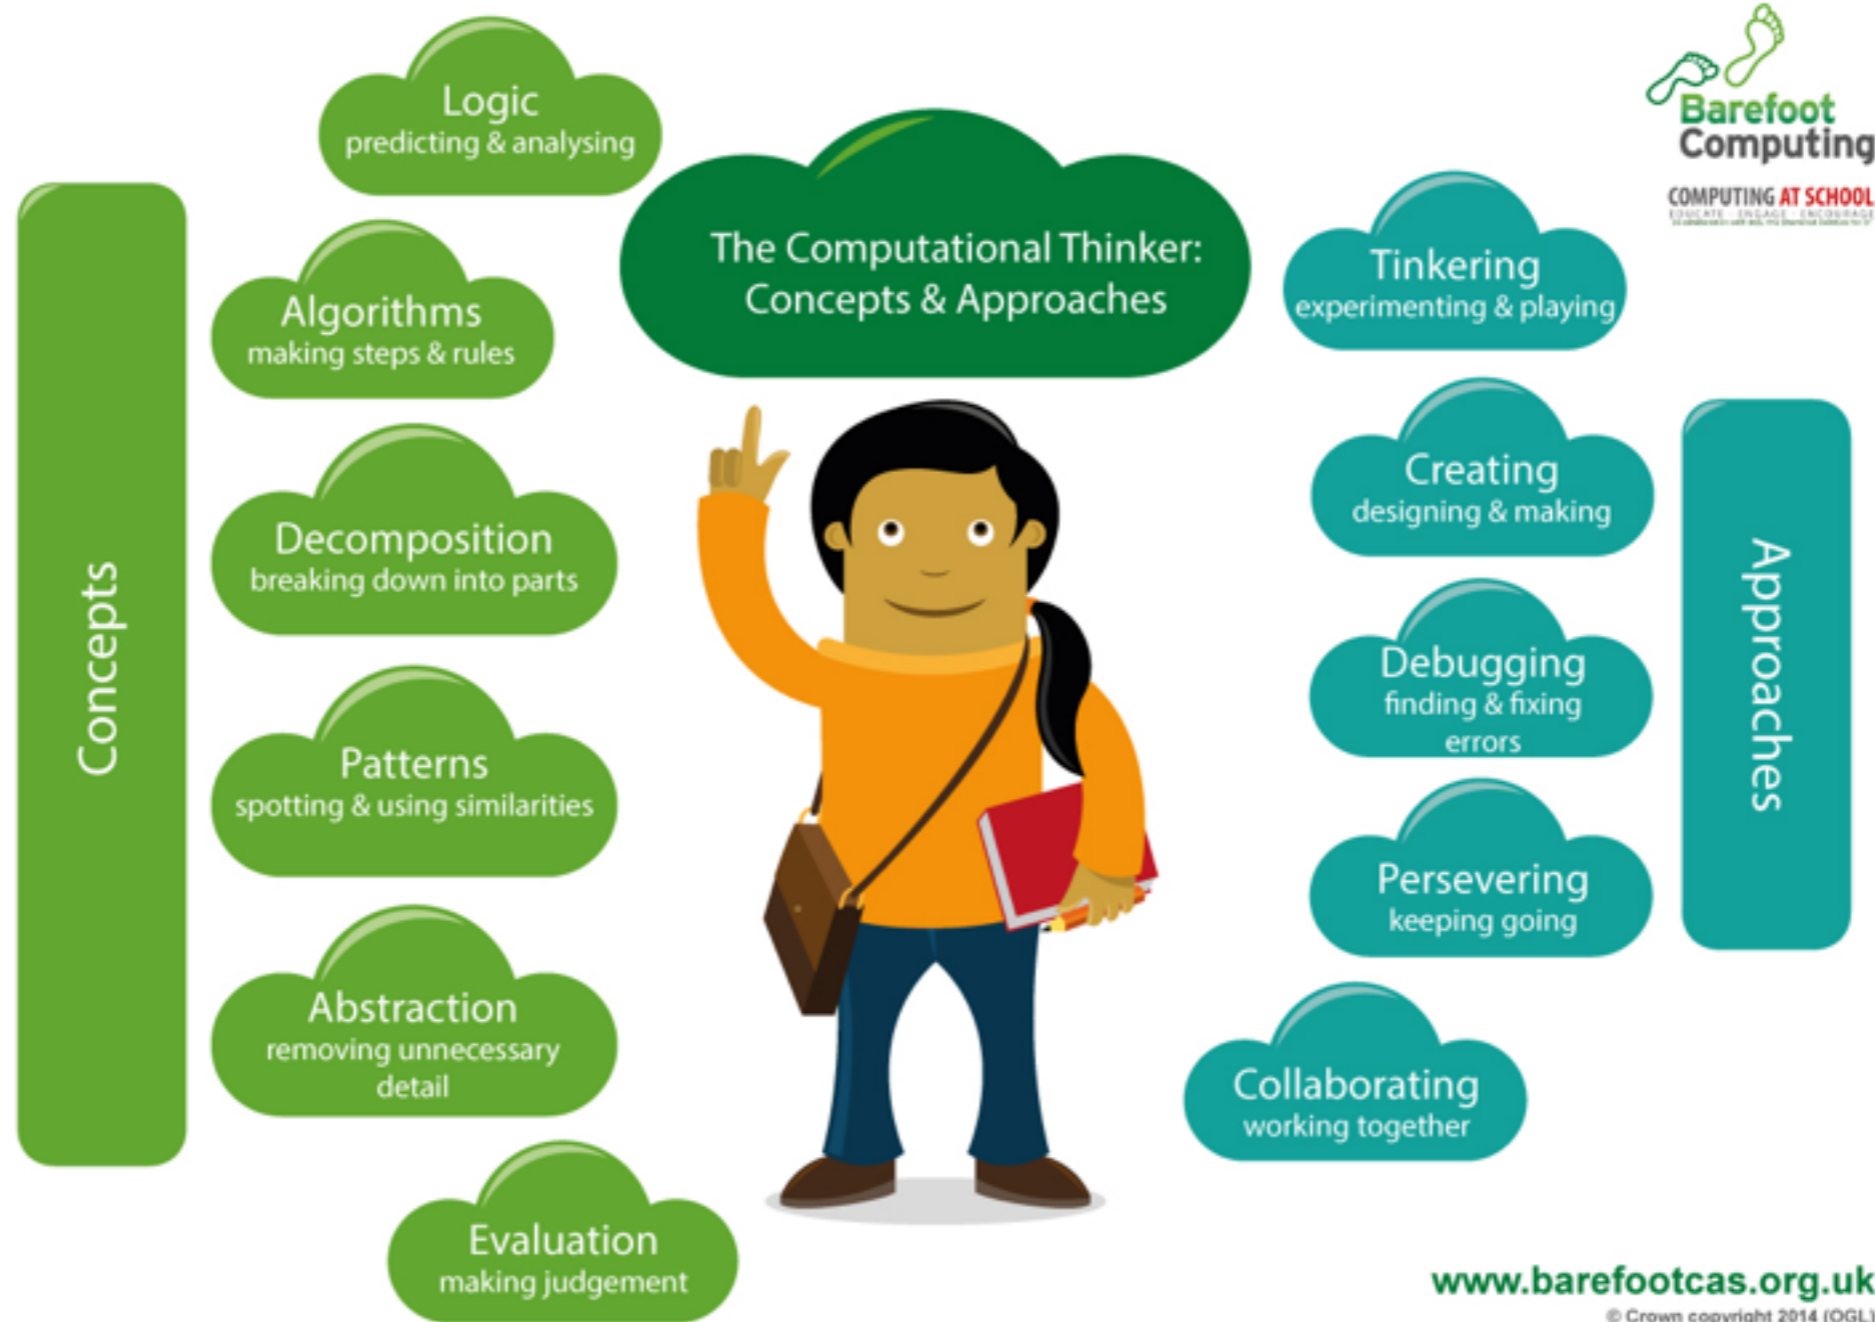 Logic
predicting & analysing
The Computational Thinker:
Concepts & Approaches
Barefoot
Computing
COMPUTING AT SCHOOL
EDUCATE · ENGAGE · ENCOURAGE
Concepts
Algorithms
making steps & rules
Decomposition
breaking down into parts
Patterns
spotting & using similarities
Abstraction
removing unnecessary
detail
Evaluation
making judgement
Tinkering
experimenting & playing
Creating
designing & making
Debugging
finding & fixing
errors
Persevering
keeping going
Collaborating
working together
Approaches
www.barefootcas.org.uk
© Crown copyright 2014 (OGL)